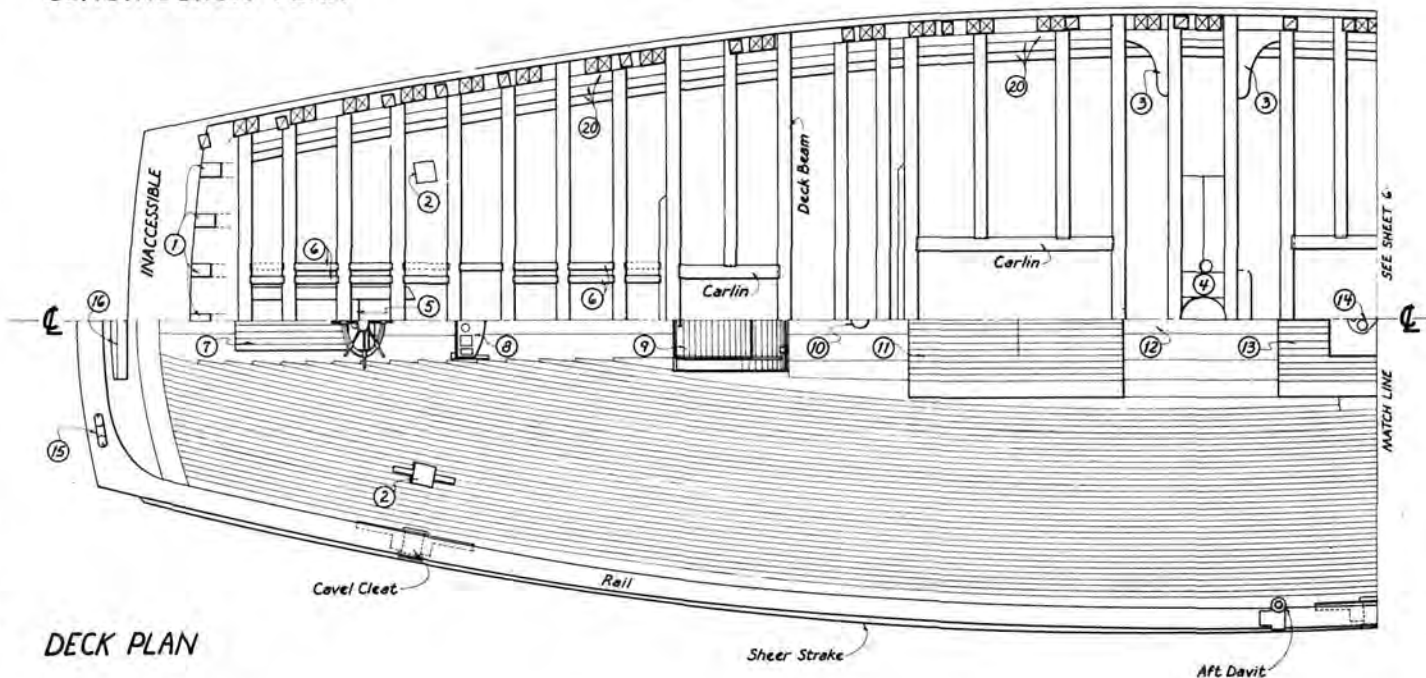 20
20
3
3
INACCESSIBLE
Deck Beam
2
1
6
SEE SHEET 6
Carlin
4
Carlin
5
6
16
14
℄
℄
7
8
9
10
11
12
13
MATCH LINE
15
2
Cavel Cleat
Rail
DECK PLAN
Sheer Strake
Aft Davit